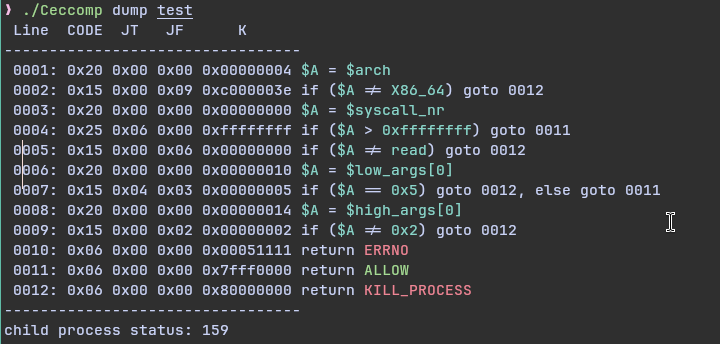 ❱ ./Ceccomp dump test
Line  CODE  JT   JF      K
---------------------------------
0001: 0x20 0x00 0x00 0x00000004 $A = $arch
0002: 0x15 0x00 0x09 0xc000003e if ($A ≠ X86_64) goto 0012
0003: 0x20 0x00 0x00 0x00000000 $A = $syscall_nr
0004: 0x25 0x06 0x00 0xffffffff if ($A > 0xffffffff) goto 0011
0005: 0x15 0x00 0x06 0x00000000 if ($A ≠ read) goto 0012
0006: 0x20 0x00 0x00 0x00000010 $A = $low_args[0]
0007: 0x15 0x04 0x03 0x00000005 if ($A == 0x5) goto 0012, else goto 0011
0008: 0x20 0x00 0x00 0x00000014 $A = $high_args[0]
0009: 0x15 0x00 0x02 0x00000002 if ($A ≠ 0x2) goto 0012
0010: 0x06 0x00 0x00 0x00051111 return ERRNO
0011: 0x06 0x00 0x00 0x7fff0000 return ALLOW
0012: 0x06 0x00 0x00 0x80000000 return KILL_PROCESS
---------------------------------
child process status: 159